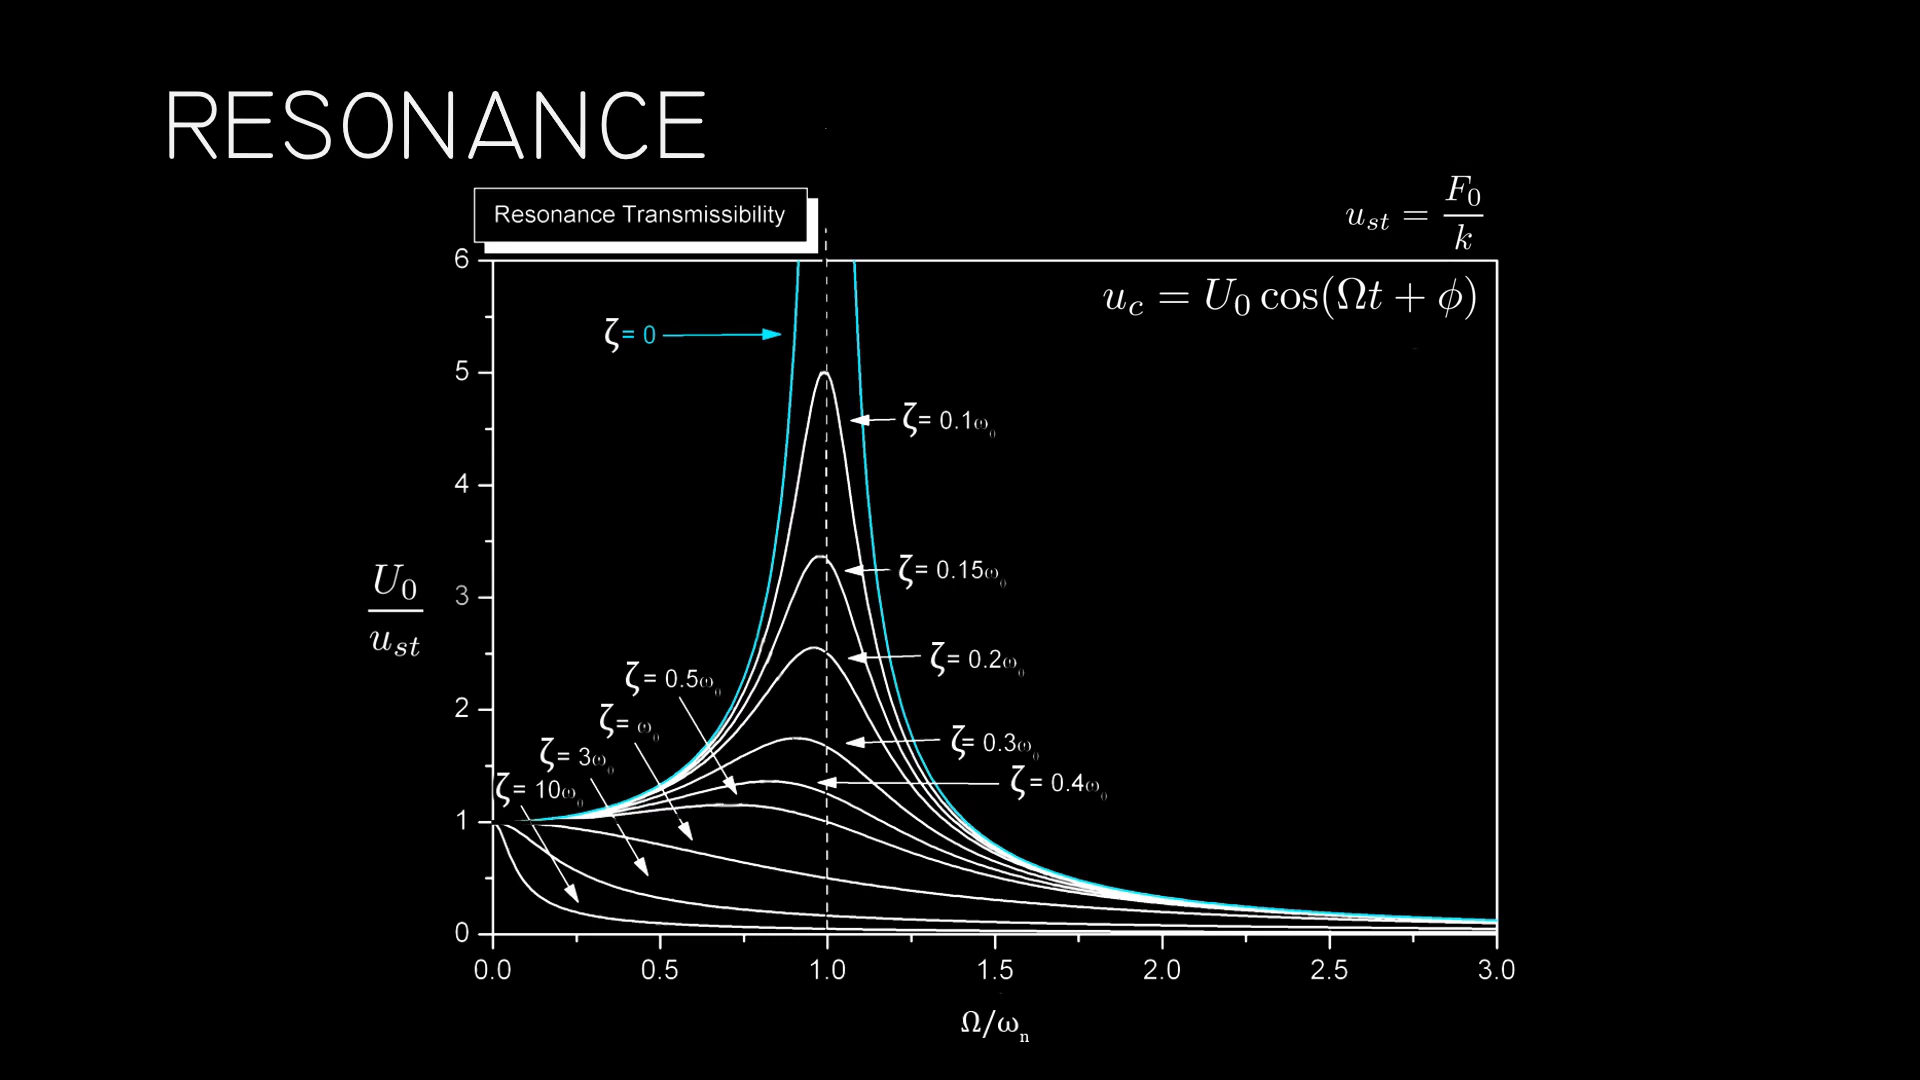 RESONANCE
Resonance Transmissibility
u_st = F_0/k
u_c = U_0 cos(Ωt + ϕ)
6
5
4
3
2
1
0
U_0/u_st
ζ= 0
ζ= 0.1ω_0
ζ= 0.15ω_0
ζ= 0.2ω_0
ζ= 0.5ω_0
ζ= ω_0
ζ= 0.3ω_0
ζ= 3ω_0
ζ= 0.4ω_0
ζ= 10ω_0
0.0 0.5 1.0 1.5 2.0 2.5 3.0
Ω/ω_n